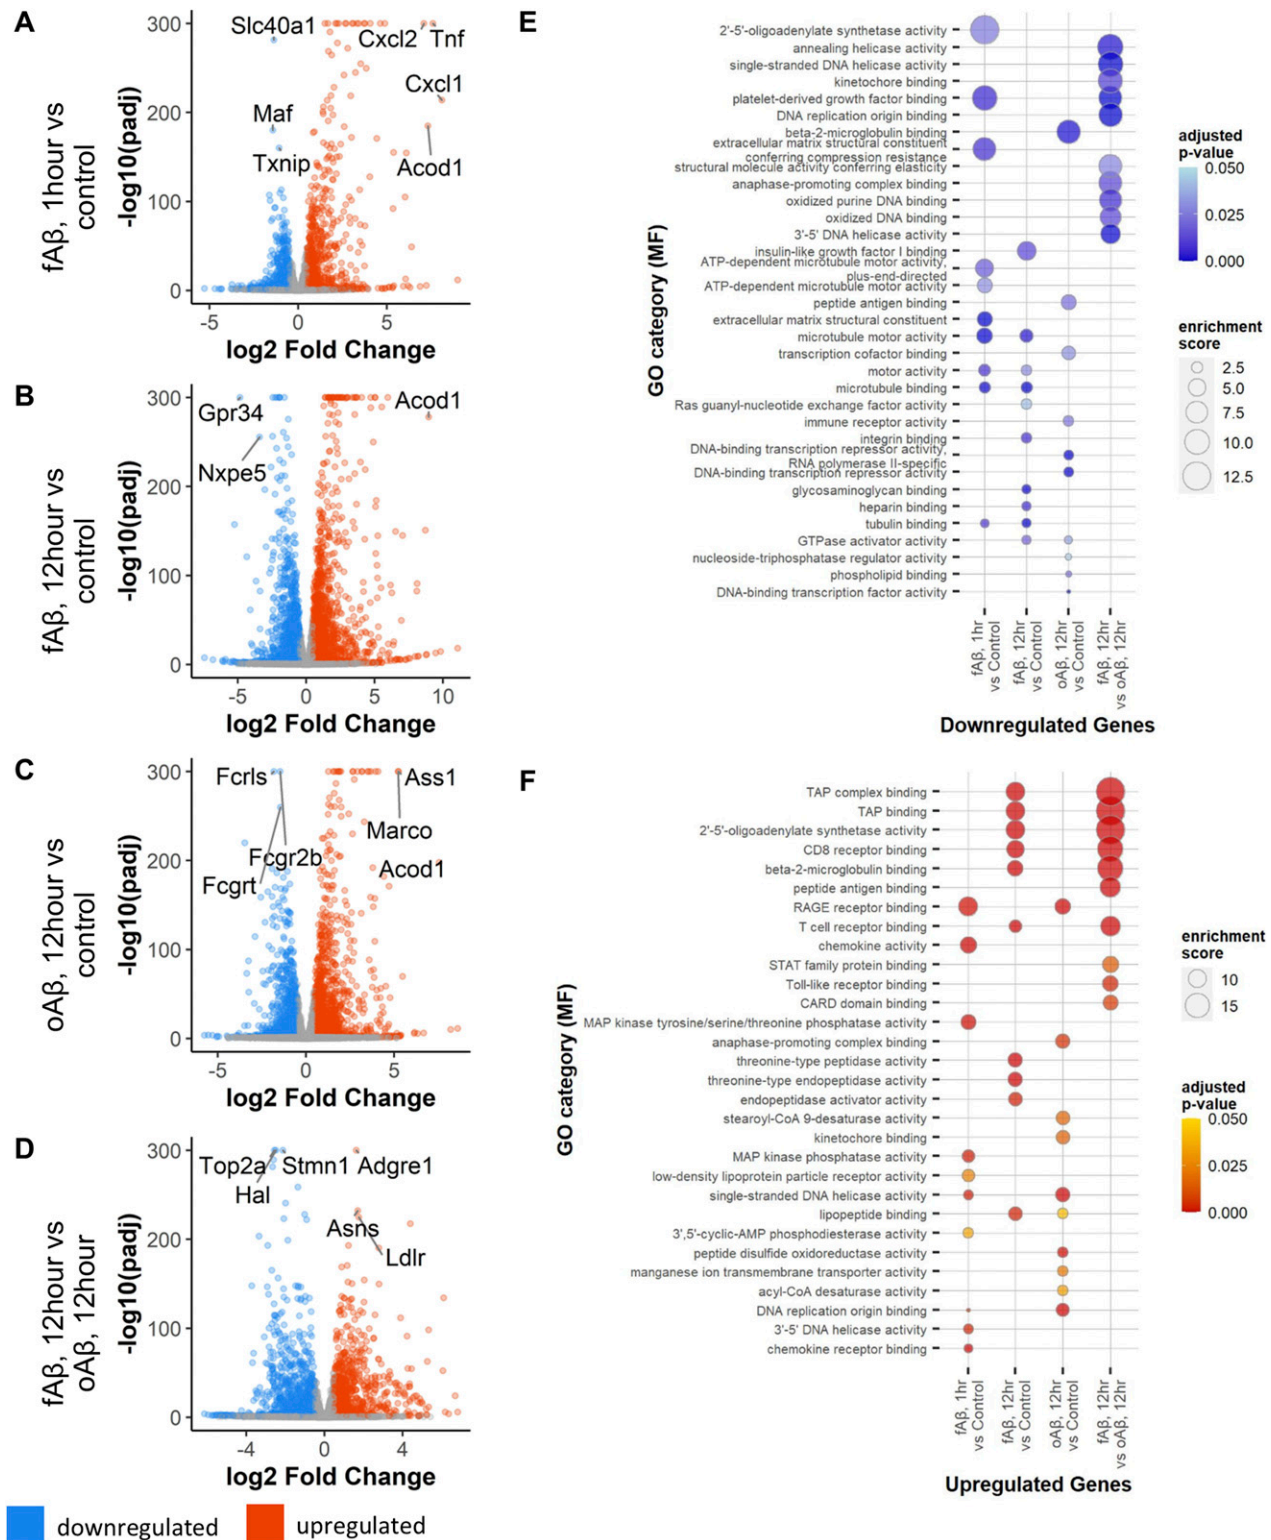 A
fAβ, 1hour vs
control
-log10(padj)
300
200
100
0
Slc40a1
Cxcl2
Tnf
Cxcl1
Maf
Txnip
Acod1
-5
0
5
log2 Fold Change
B
fAβ, 12hour vs
control
-log10(padj)
300
200
100
0
Gpr34
Acod1
Nxpe5
-5
0
5
10
log2 Fold Change
C
oAβ, 12hour vs
control
-log10(padj)
300
200
100
0
Fcrls
Ass1
Marco
Fcgr2b
Fcgrt
Acod1
-5
0
5
log2 Fold Change
D
fAβ, 12hour vs
oAβ, 12hour
-log10(padj)
300
200
100
0
Top2a
Stmn1
Adgre1
Hal
Asns
Ldlr
-4
0
4
log2 Fold Change
downregulated
upregulated
E
GO category (MF)
2'-5'-oligoadenylate synthetase activity
annealing helicase activity
single-stranded DNA helicase activity
kinetochore binding
platelet-derived growth factor binding
DNA replication origin binding
beta-2-microglobulin binding
extracellular matrix structural constituent
conferring compression resistance
structural molecule activity conferring elasticity
anaphase-promoting complex binding
oxidized purine DNA binding
oxidized DNA binding
3'-5' DNA helicase activity
insulin-like growth factor I binding
ATP-dependent microtubule motor activity,
plus-end-directed
ATP-dependent microtubule motor activity
peptide antigen binding
extracellular matrix structural constituent
microtubule motor activity
transcription cofactor binding
motor activity
microtubule binding
Ras guanyl-nucleotide exchange factor activity
immune receptor activity
integrin binding
DNA-binding transcription repressor activity,
RNA polymerase II-specific
DNA-binding transcription repressor activity
glycosaminoglycan binding
heparin binding
tubulin binding
GTPase activator activity
nucleoside-triphosphatase regulator activity
phospholipid binding
DNA-binding transcription factor activity
fAβ, 1hr
vs Control
fAβ, 12hr
vs Control
oAβ, 12hr
vs Control
fAβ, 12hr
vs oAβ, 12hr
Downregulated Genes
adjusted
p-value
0.050
0.025
0.000
enrichment
score
2.5
5.0
7.5
10.0
12.5
F
GO category (MF)
TAP complex binding
TAP binding
2'-5'-oligoadenylate synthetase activity
CD8 receptor binding
beta-2-microglobulin binding
peptide antigen binding
RAGE receptor binding
T cell receptor binding
chemokine activity
STAT family protein binding
Toll-like receptor binding
CARD domain binding
MAP kinase tyrosine/serine/threonine phosphatase activity
anaphase-promoting complex binding
threonine-type peptidase activity
threonine-type endopeptidase activity
endopeptidase activator activity
stearoyl-CoA 9-desaturase activity
kinetochore binding
MAP kinase phosphatase activity
low-density lipoprotein particle receptor activity
single-stranded DNA helicase activity
lipopeptide binding
3',5'-cyclic-AMP phosphodiesterase activity
peptide disulfide oxidoreductase activity
manganese ion transmembrane transporter activity
acyl-CoA desaturase activity
DNA replication origin binding
3'-5' DNA helicase activity
chemokine receptor binding
fAβ, 1hr
vs Control
fAβ, 12hr
vs Control
oAβ, 12hr
vs Control
fAβ, 12hr
vs oAβ, 12hr
Upregulated Genes
enrichment
score
10
15
adjusted
p-value
0.050
0.025
0.000